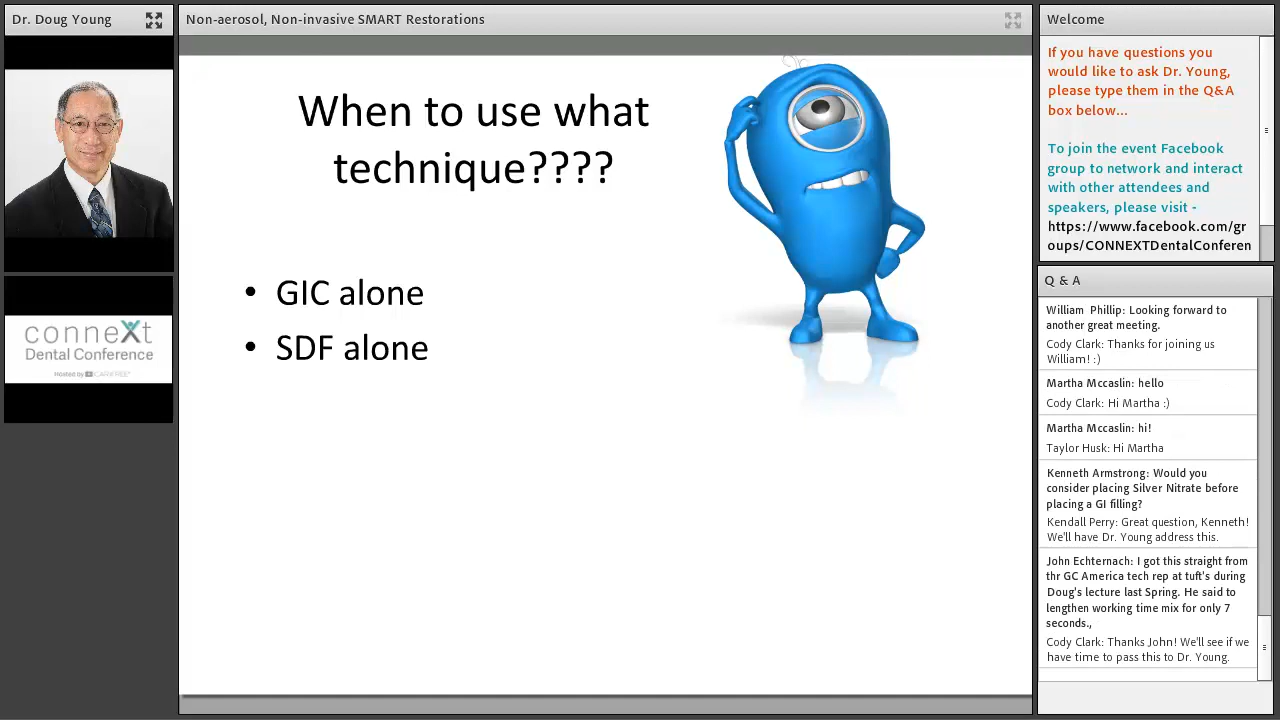 Dr. Doug Young
Non-aerosol, Non-invasive SMART Restorations
When to use what
technique????
• GIC alone
• SDF alone
conneXt
Dental Conference
Hosted by CARIFREE
Welcome
If you have questions you
would like to ask Dr. Young,
please type them in the Q&A
box below...
To join the event Facebook
group to network and interact
with other attendees and
speakers, please visit -
https://www.facebook.com/gr
oups/CONNEXTDentalConferen
Q & A
William Phillip: Looking forward to
another great meeting.
Cody Clark: Thanks for joining us
William! :)
Martha Mccaslin: hello
Cody Clark: Hi Martha :)
Martha Mccaslin: hi!
Taylor Husk: Hi Martha
Kenneth Armstrong: Would you
consider placing Silver Nitrate before
placing a GI filling?
Kendall Perry: Great question, Kenneth!
We'll have Dr. Young address this.
John Echternach: I got this straight from
thr GC America tech rep at tuft's during
Doug's lecture last Spring. He said to
lengthen working time mix for only 7
seconds.,
Cody Clark: Thanks John! We'll see if we
have time to pass this to Dr. Young.